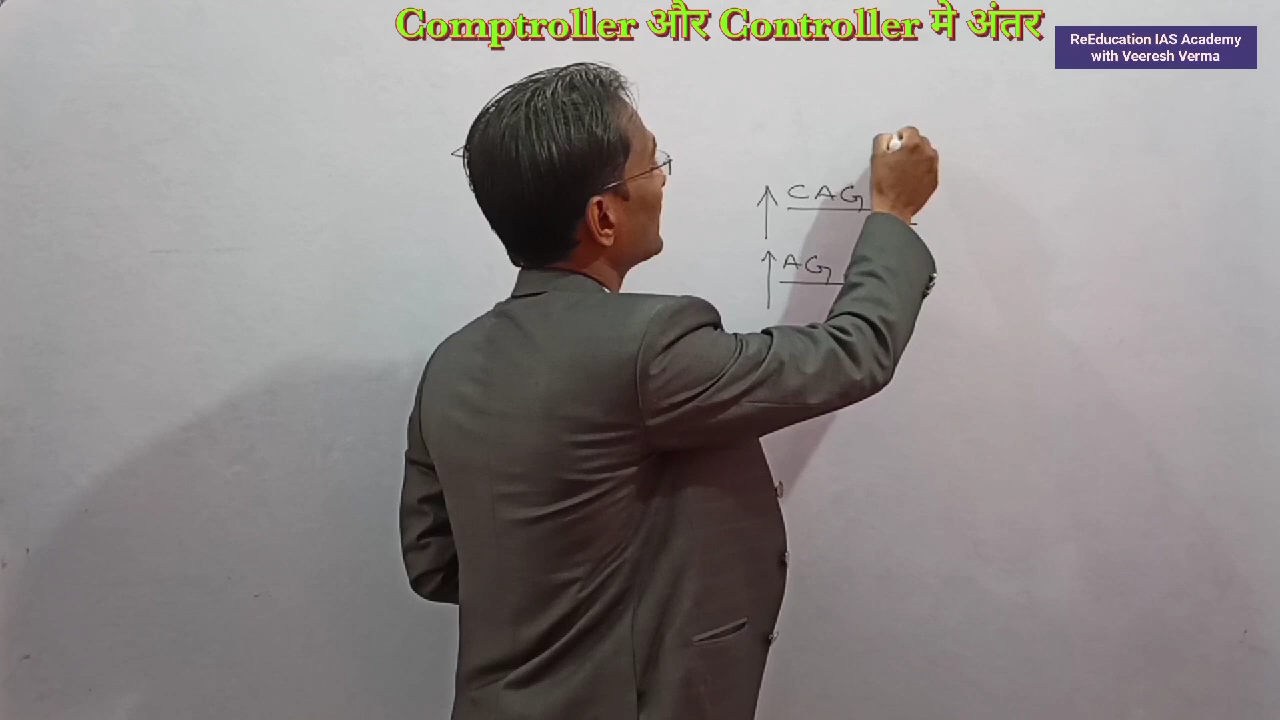 Comptroller और Controller मे अंतर
ReEducation IAS Academy
with Veeresh Verma
CAG
AG